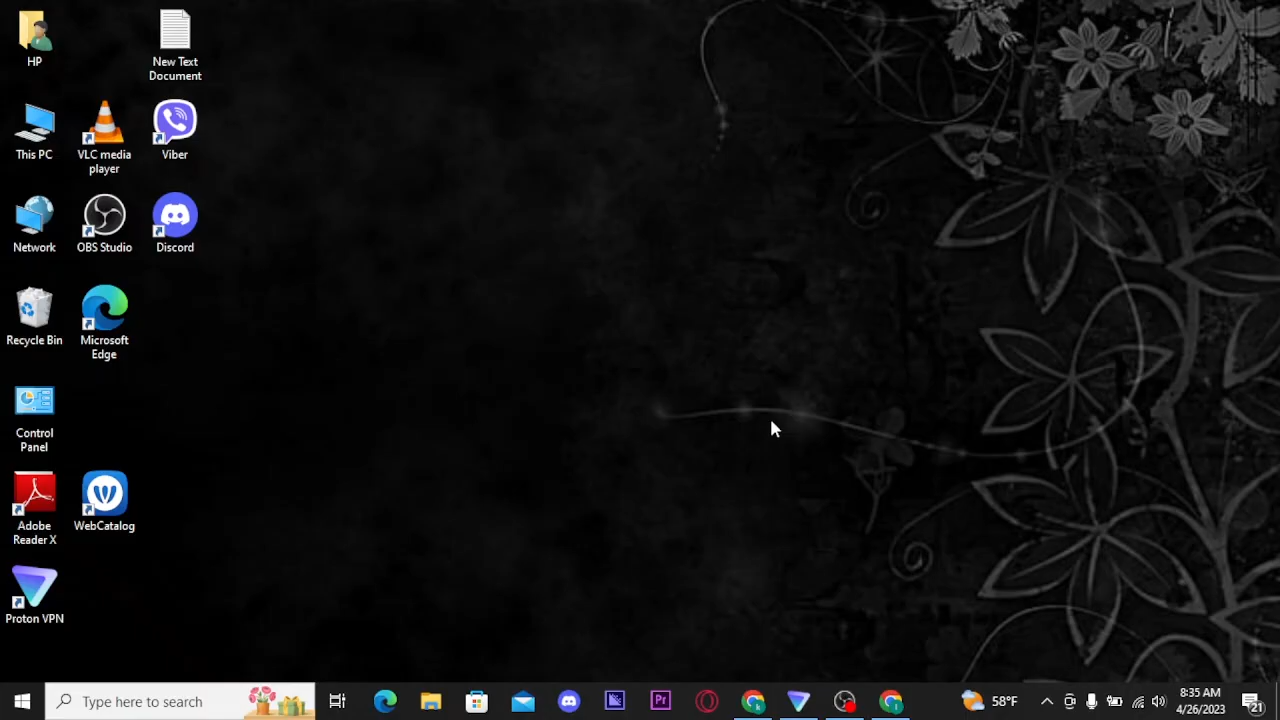 HP
New Text
Document
This PC
VLC media
player
Viber
Network
OBS Studio
Discord
Recycle Bin
Microsoft
Edge
Control
Panel
Adobe
Reader X
WebCatalog
Proton VPN
Type here to search
Pr
58°F
8:35 AM
4/26/2023
21